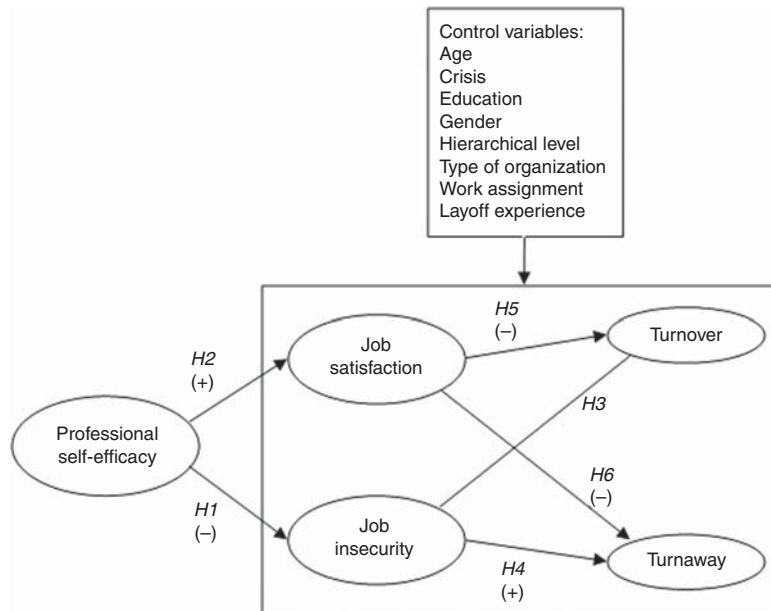 Control variables:
Age
Crisis
Education
Gender
Hierarchical level
Type of organization
Work assignment
Layoff experience
H5
(–)
Turnover
Job
satisfaction
H2
(+)
H3
Professional
self-efficacy
H6
(–)
H1
(–)
Job
insecurity
H4
(+)
Turnaway